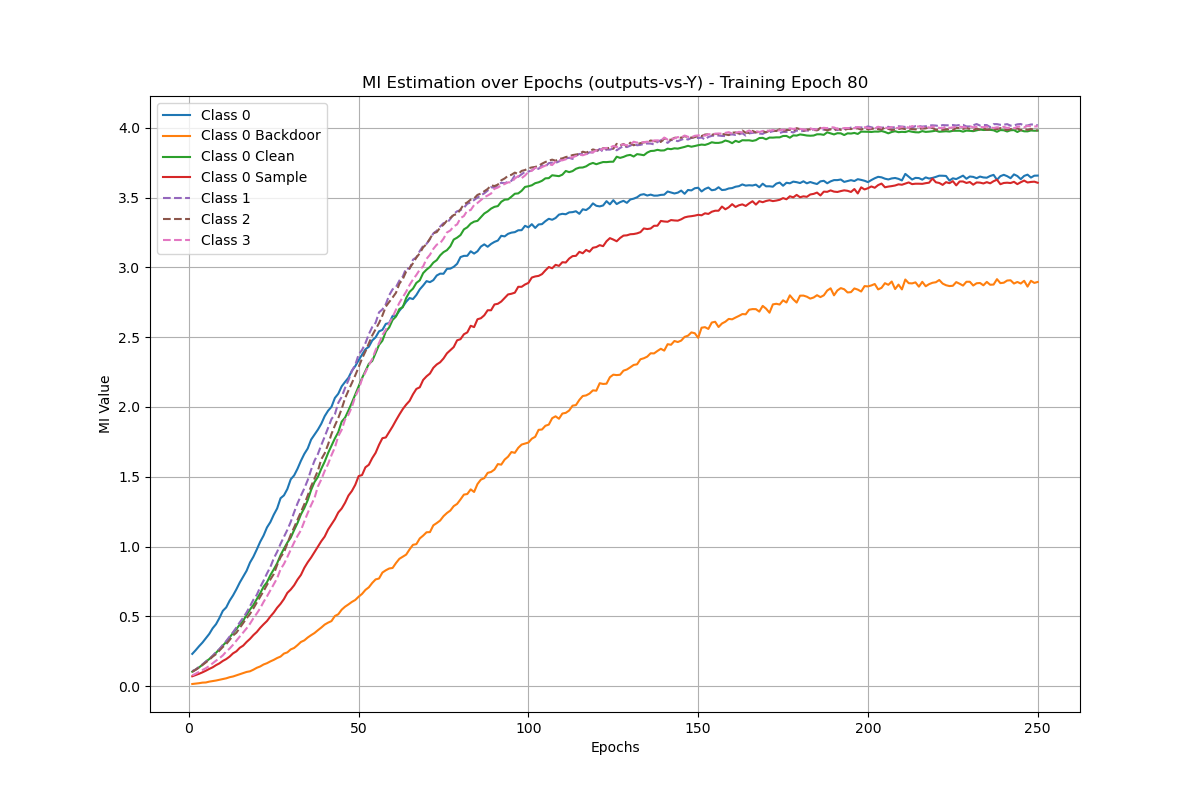 MI Estimation over Epochs (outputs-vs-Y) - Training Epoch 80
Class 0
Class 0 Backdoor
Class 0 Clean
Class 0 Sample
Class 1
Class 2
Class 3
4.0
3.5
3.0
2.5
2.0
1.5
1.0
0.5
0.0
MI Value
0 50 100 150 200 250
Epochs